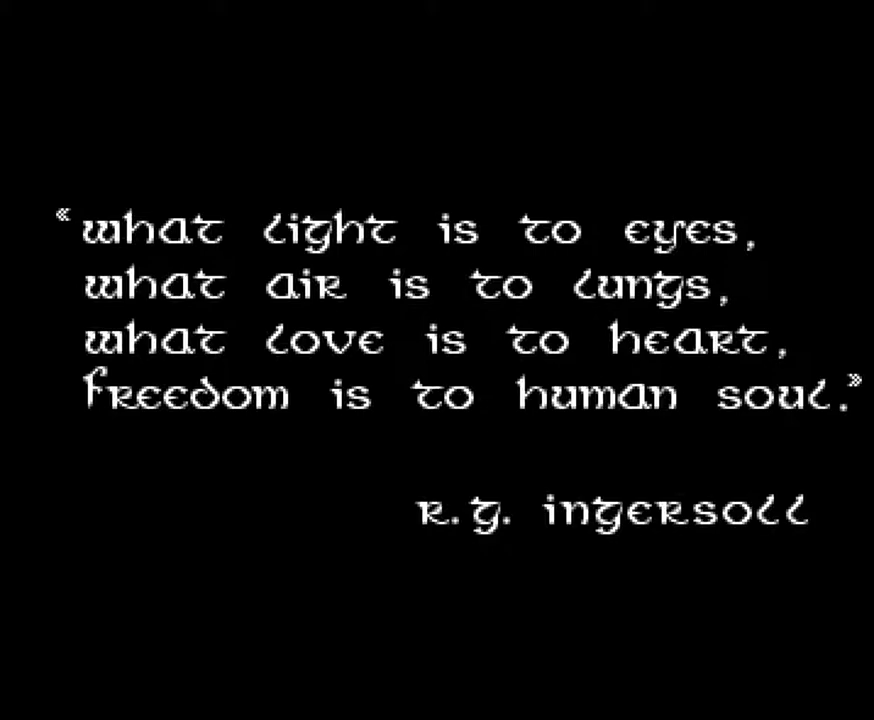 «what light is to eyes,
what air is to lungs,
what love is to heart,
freedom is to human soul.»
R.G. Ingersoll